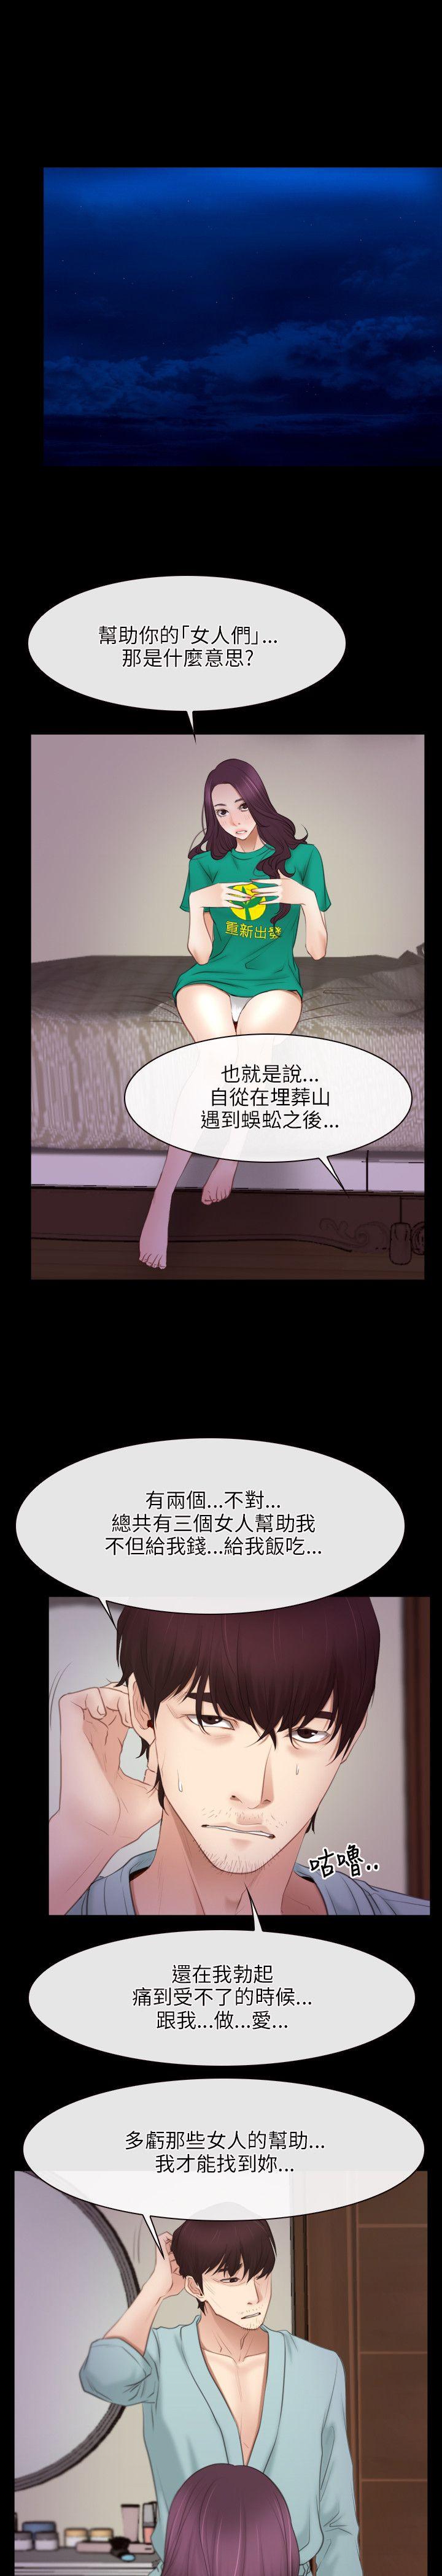 幫助你的「女人們」...
那是什麼意思?
重新出發
也就是說...
自從在埋葬山
遇到蜈蚣之後...
有兩個...不對...
總共有三個女人幫助我
不但給我錢...給我飯吃...
咕嚕..
還在我勃起
痛到受不了的時候...
跟我...做...愛...
多虧那些女人的幫助...
我才能找到妳...